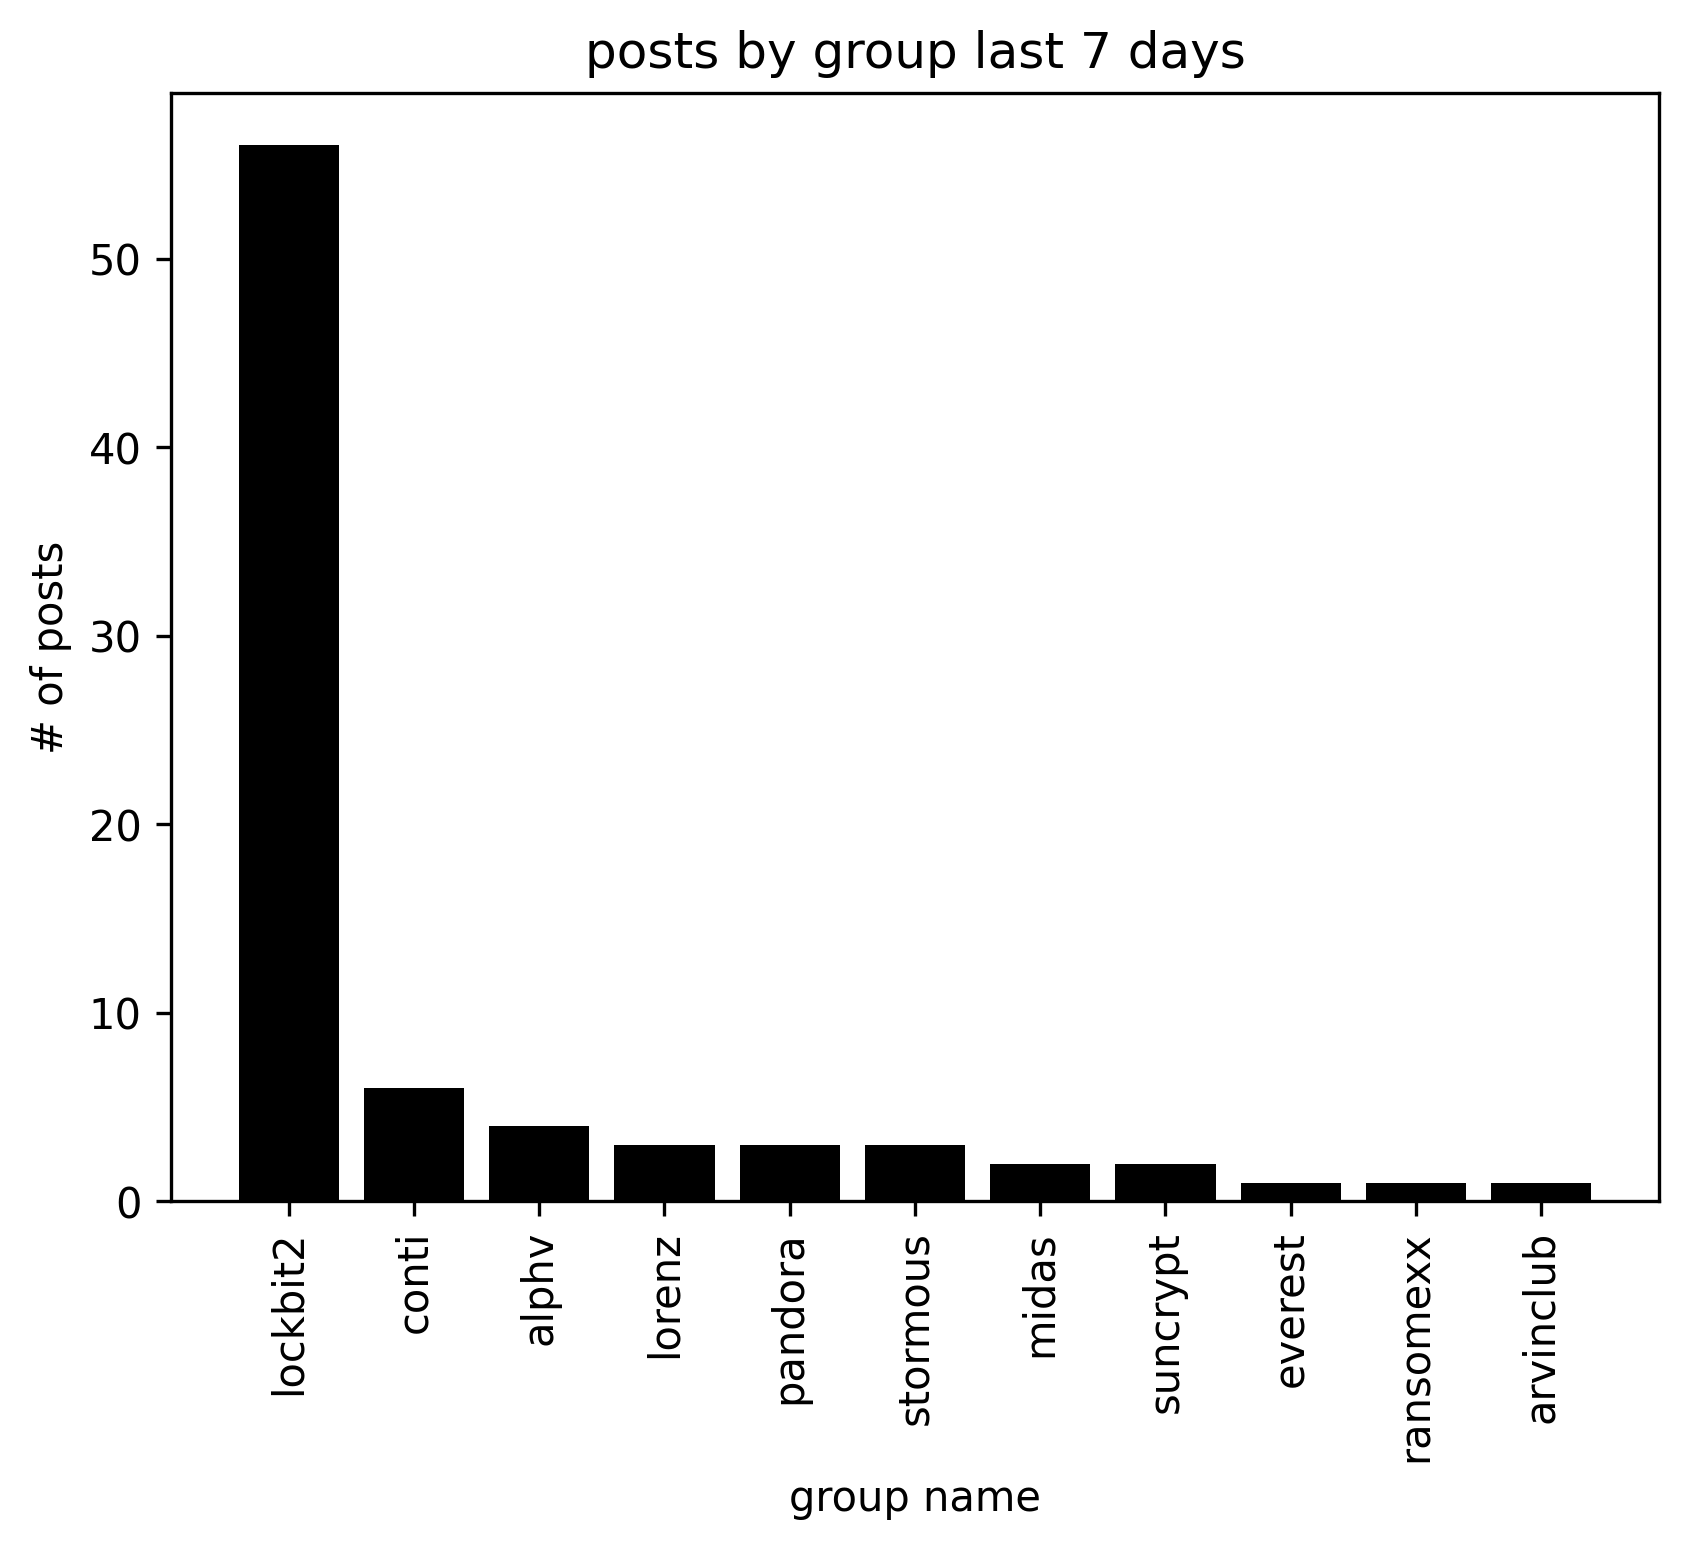 posts by group last 7 days
# of posts
50
40
30
20
10
0
lockbit2
conti
alphv
lorenz
pandora
stormous
midas
suncrypt
everest
ransomexx
arvinclub
group name